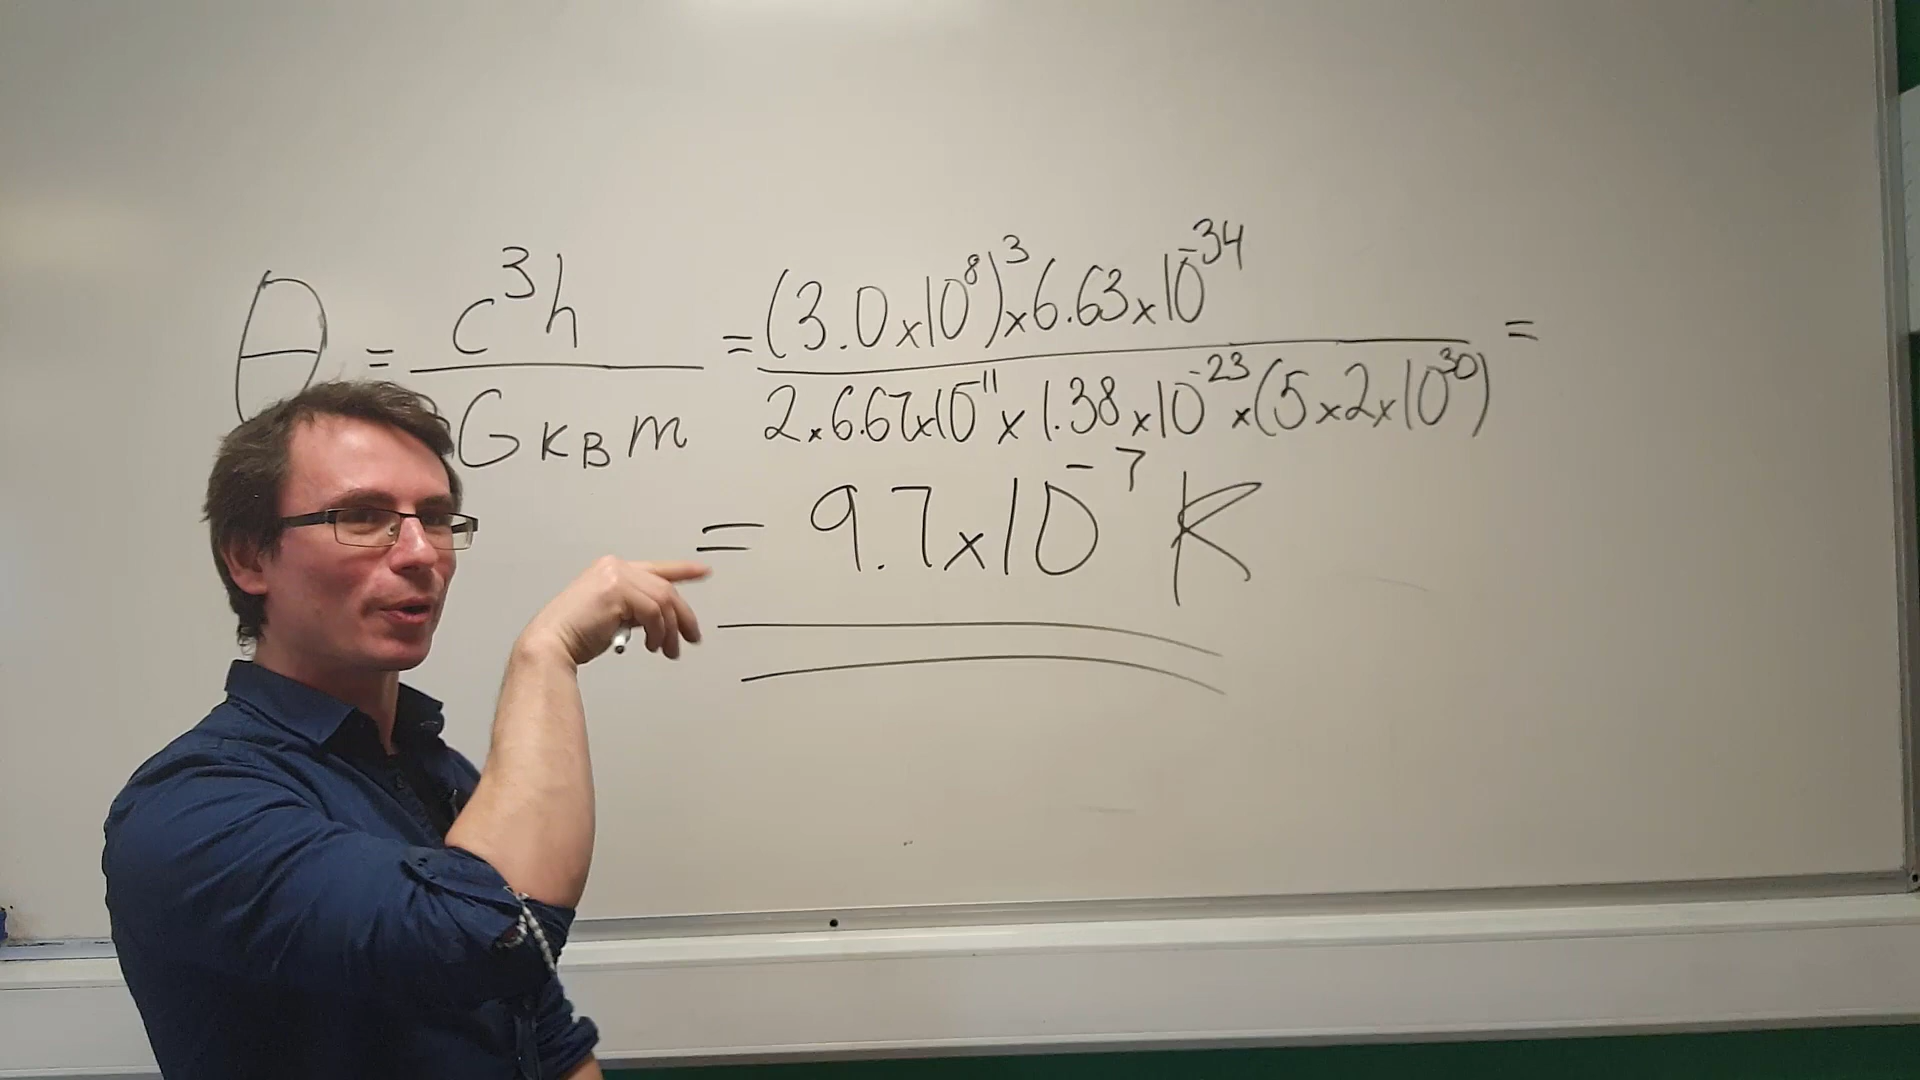 θ = c³h / 2GkBm = (3.0×10⁸)³×6.63×10⁻³⁴ / 2×6.67×10⁻¹¹×1.38×10⁻²³×(5×2×10³⁰) =
= 9.7×10⁻⁷ K